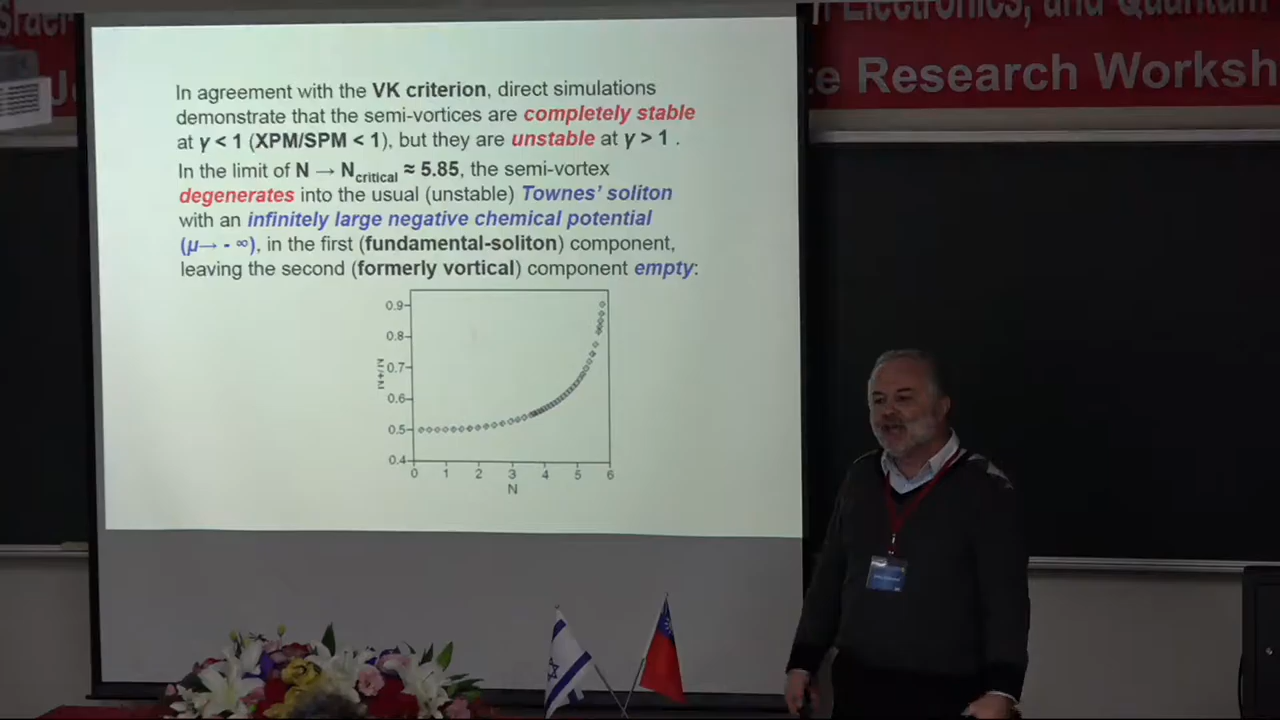 Electronics, and Quantum
Research Worksh
In agreement with the VK criterion, direct simulations
demonstrate that the semi-vortices are completely stable
at γ < 1 (XPM/SPM < 1), but they are unstable at γ > 1 .
In the limit of N → Ncritical ≈ 5.85, the semi-vortex
degenerates into the usual (unstable) Townes’ soliton
with an infinitely large negative chemical potential
(μ→ - ∞), in the first (fundamental-soliton) component,
leaving the second (formerly vortical) component empty:
0.9
0.8
0.7
0.6
0.5
0.4
N+/N
0 1 2 3 4 5 6
N